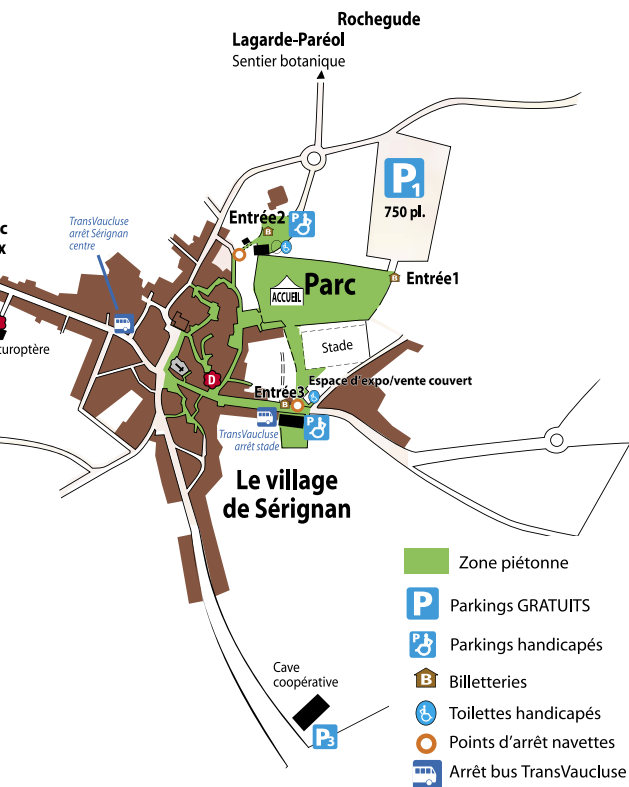 Rochegude
Lagarde-Paréol
Sentier botanique
P1
750 pl.
TransVaucluse
arrêt Sérignan
centre
Entrée2
B
P
c
x
Parc
ACCUEIL
Entrée1
B
Stade
B
turoptère
D
Espace d'expo/vente couvert
Entrée3
B
P
TransVaucluse
arrêt stade
Le village
de Sérignan
Zone piétonne
P Parkings GRATUITS
P Parkings handicapés
B Billetteries
Toilettes handicapés
Points d'arrêt navettes
Arrêt bus TransVaucluse
Cave
coopérative
P3